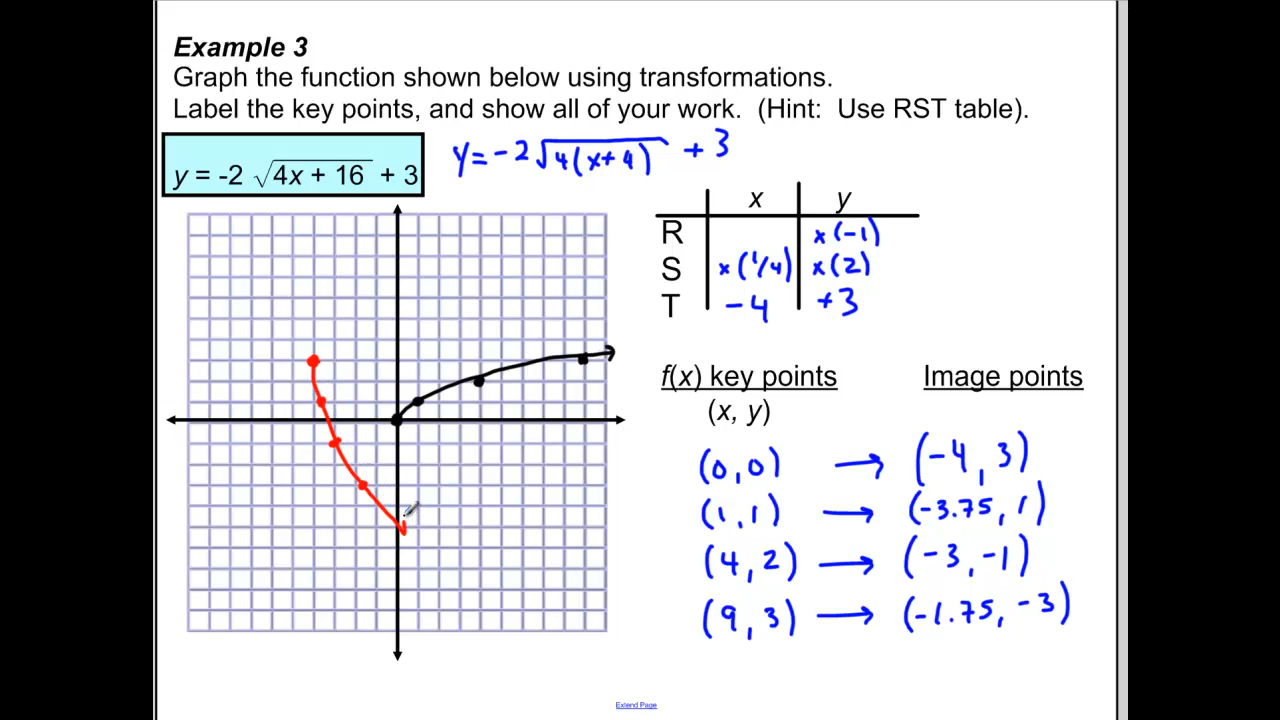 Example 3
Graph the function shown below using transformations.
Label the key points, and show all of your work. (Hint: Use RST table).
y = -2 √4x + 16 + 3
y = -2√4(x+4) + 3
x y
R x(-1)
S x(1/4) x(2)
T -4 +3
f(x) key points Image points
(x, y)
(0,0) → (-4, 3)
(1,1) → (-3.75, 1)
(4,2) → (-3, -1)
(9,3) → (-1.75, -3)
Extend Page